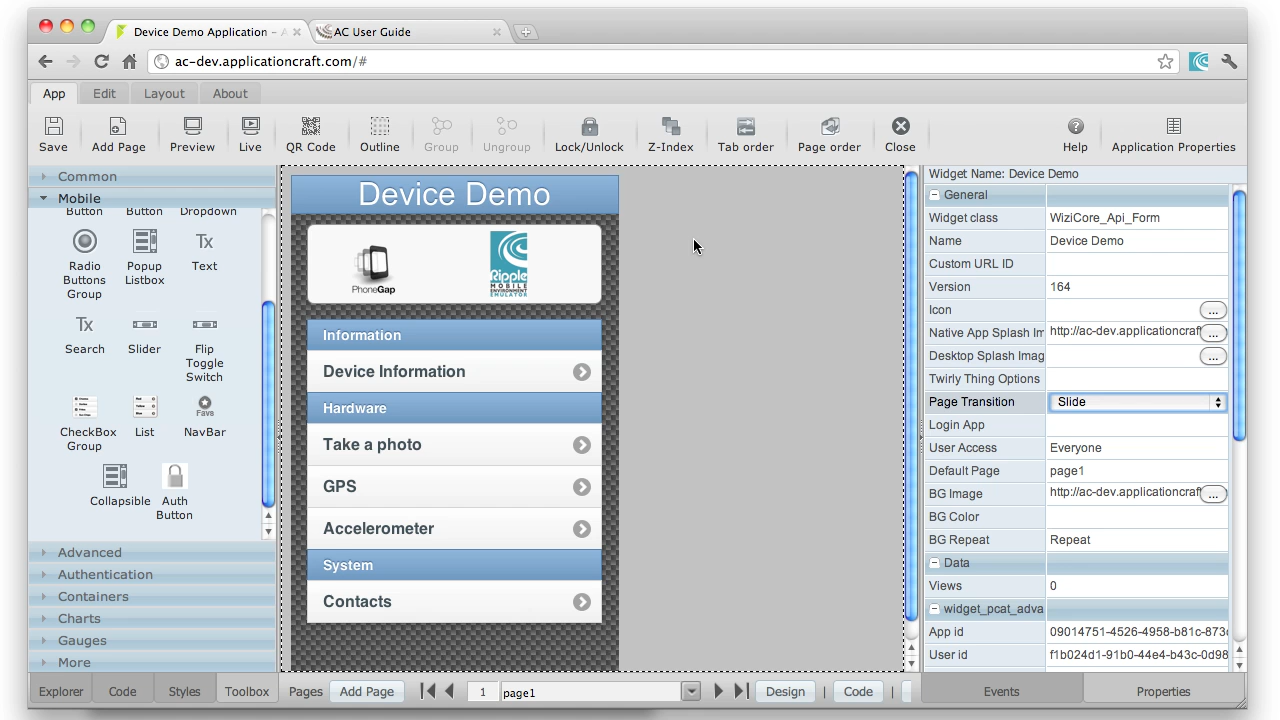 Device Demo Application – A
AC User Guide
ac-dev.applicationcraft.com/#
App Edit Layout About
Save Add Page Preview Live QR Code Outline Group Ungroup Lock/Unlock Z-Index Tab order Page order Close Help Application Properties
Common
Mobile
Button Button Dropdown
Radio Buttons Group
Popup Listbox
Tx
Text
Tx
Search
Slider
Flip Toggle Switch
CheckBox Group
List
Favs
NavBar
Collapsible
Auth Button
Advanced
Authentication
Containers
Charts
Gauges
More
Explorer Code Styles Toolbox
Device Demo
PhoneGap
Ripple
MOBILE
ENVIRONMENT
EMULATOR
Information
Device Information
Hardware
Take a photo
GPS
Accelerometer
System
Contacts
Pages Add Page 1 page1 Design | Code |
Widget Name: Device Demo
General
Widget class WiziCore_Api_Form
Name Device Demo
Custom URL ID
Version 164
Icon ...
Native App Splash Im http://ac-dev.applicationcraft ...
Desktop Splash Imag ...
Twirly Thing Options
Page Transition Slide
Login App
User Access Everyone
Default Page page1
BG Image http://ac-dev.applicationcraft ...
BG Color
BG Repeat Repeat
Data
Views 0
widget_pcat_adva
App id 09014751-4526-4958-b81c-873c
User id f1b024d1-91b0-44e4-b43c-0d98
Events Properties